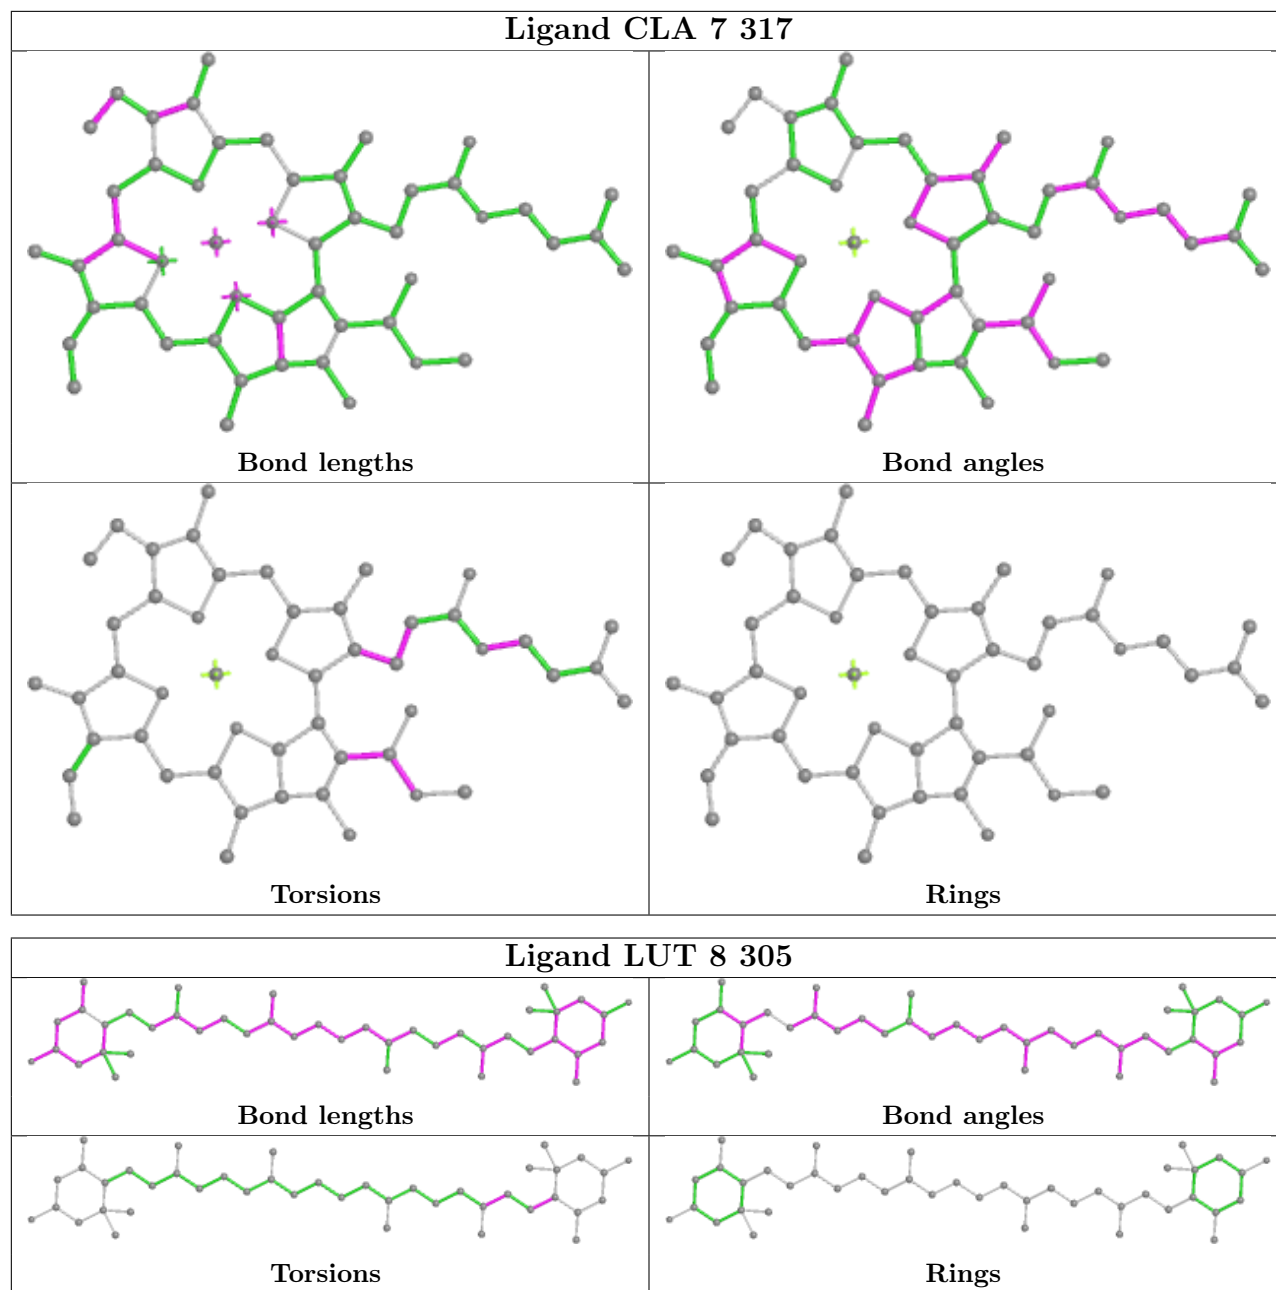 Ligand CLA 7 317
Bond lengths
Bond angles
Torsions
Rings
Ligand LUT 8 305
Bond lengths
Bond angles
Torsions
Rings